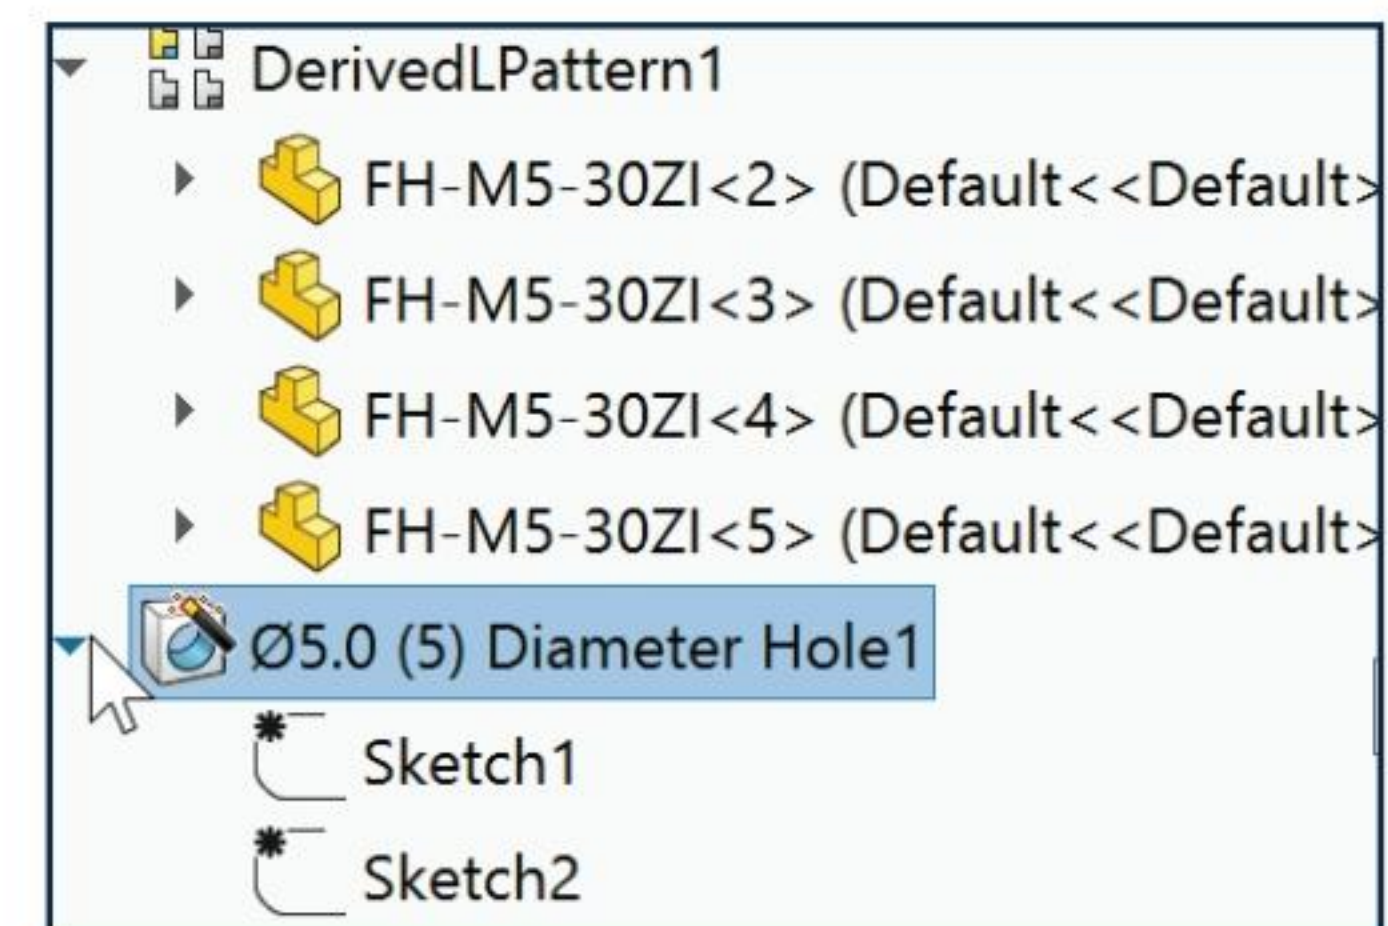 DerivedLPattern1
FH-M5-30ZI<2> (Default<<Default>
FH-M5-30ZI<3> (Default<<Default>
FH-M5-30ZI<4> (Default<<Default>
FH-M5-30ZI<5> (Default<<Default>
Ø5.0 (5) Diameter Hole1
Sketch1
Sketch2